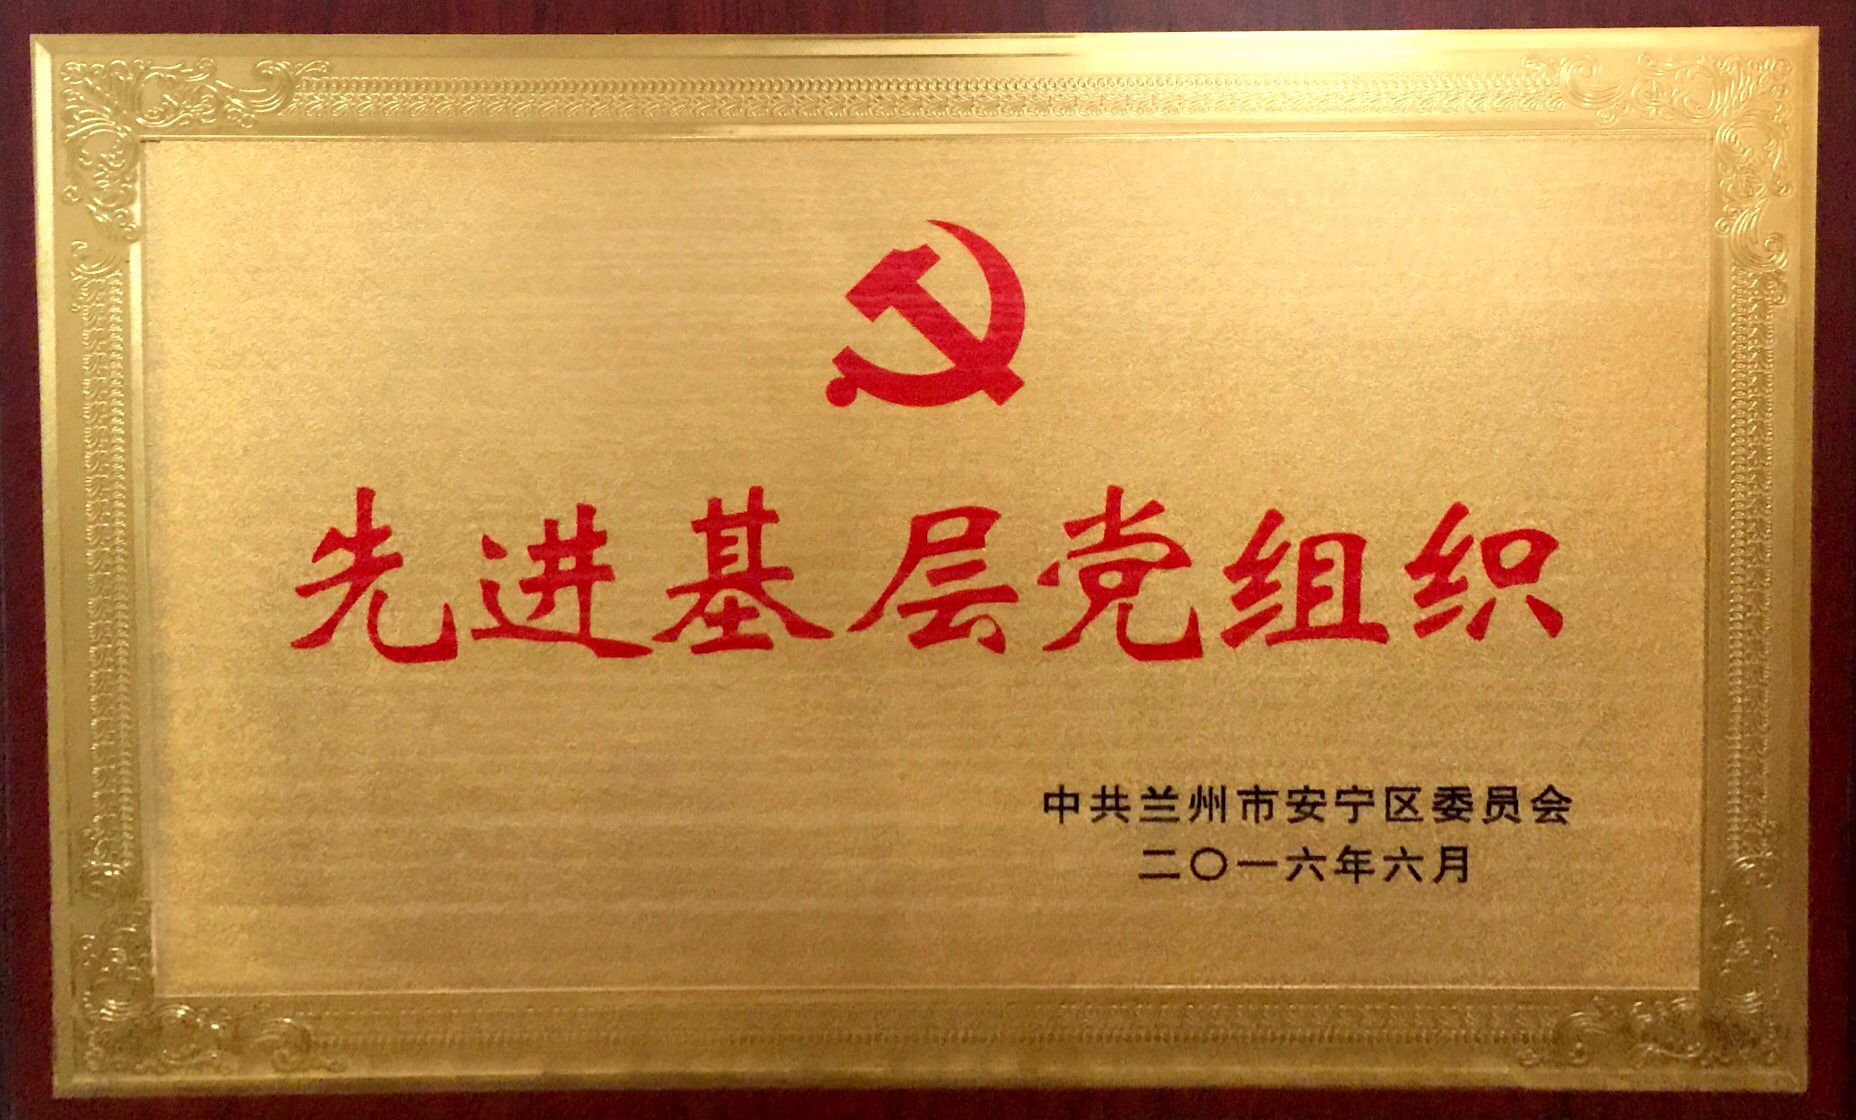 先进基层党组织
中共兰州市安宁区委员会
二〇一六年六月